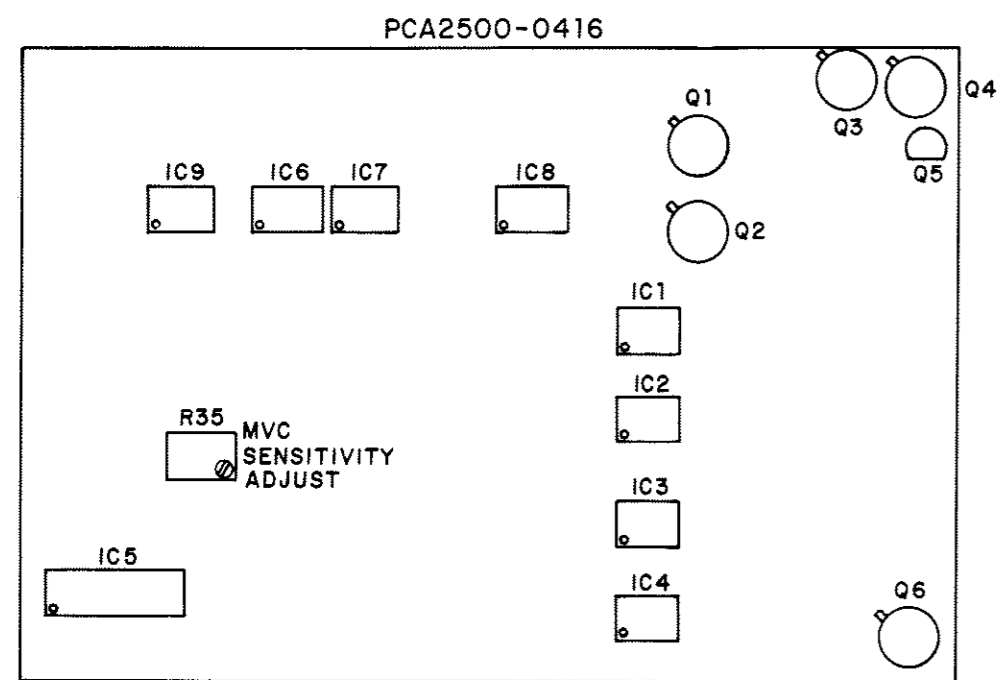 PCA2500-0416
Q4
Q1
Q3
Q5
IC9
IC6
IC7
IC8
Q2
IC1
IC2
R35
MVC
SENSITIVITY
ADJUST
IC3
IC5
IC4
Q6